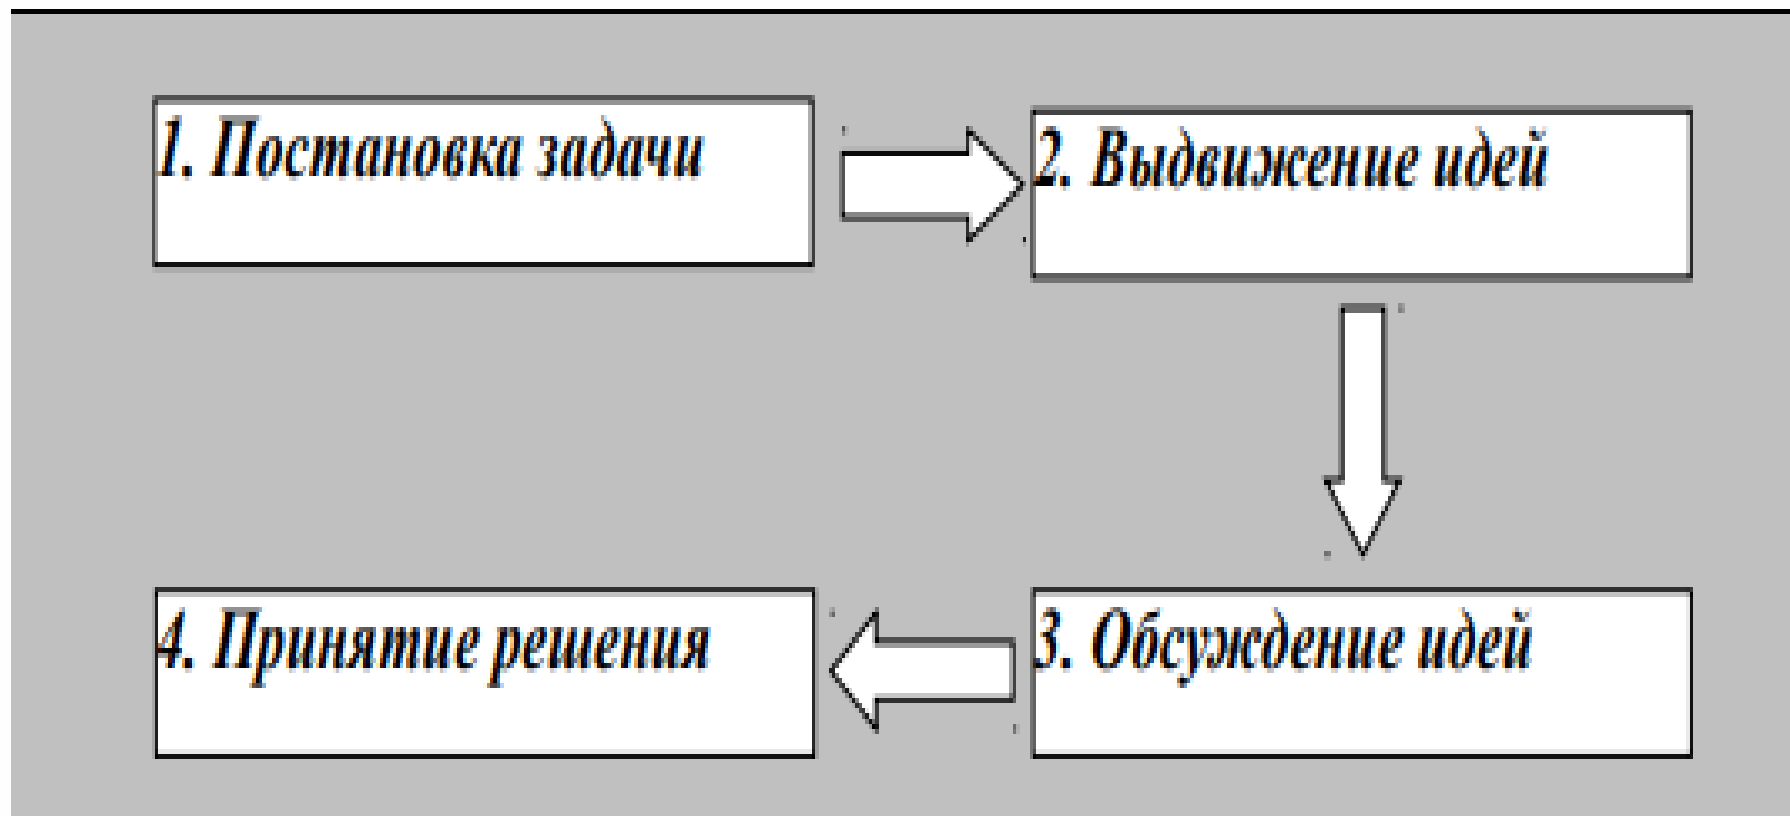 1. Постановка задачи
2. Выдвижение идей
3. Обсуждение идей
4. Принятие решения